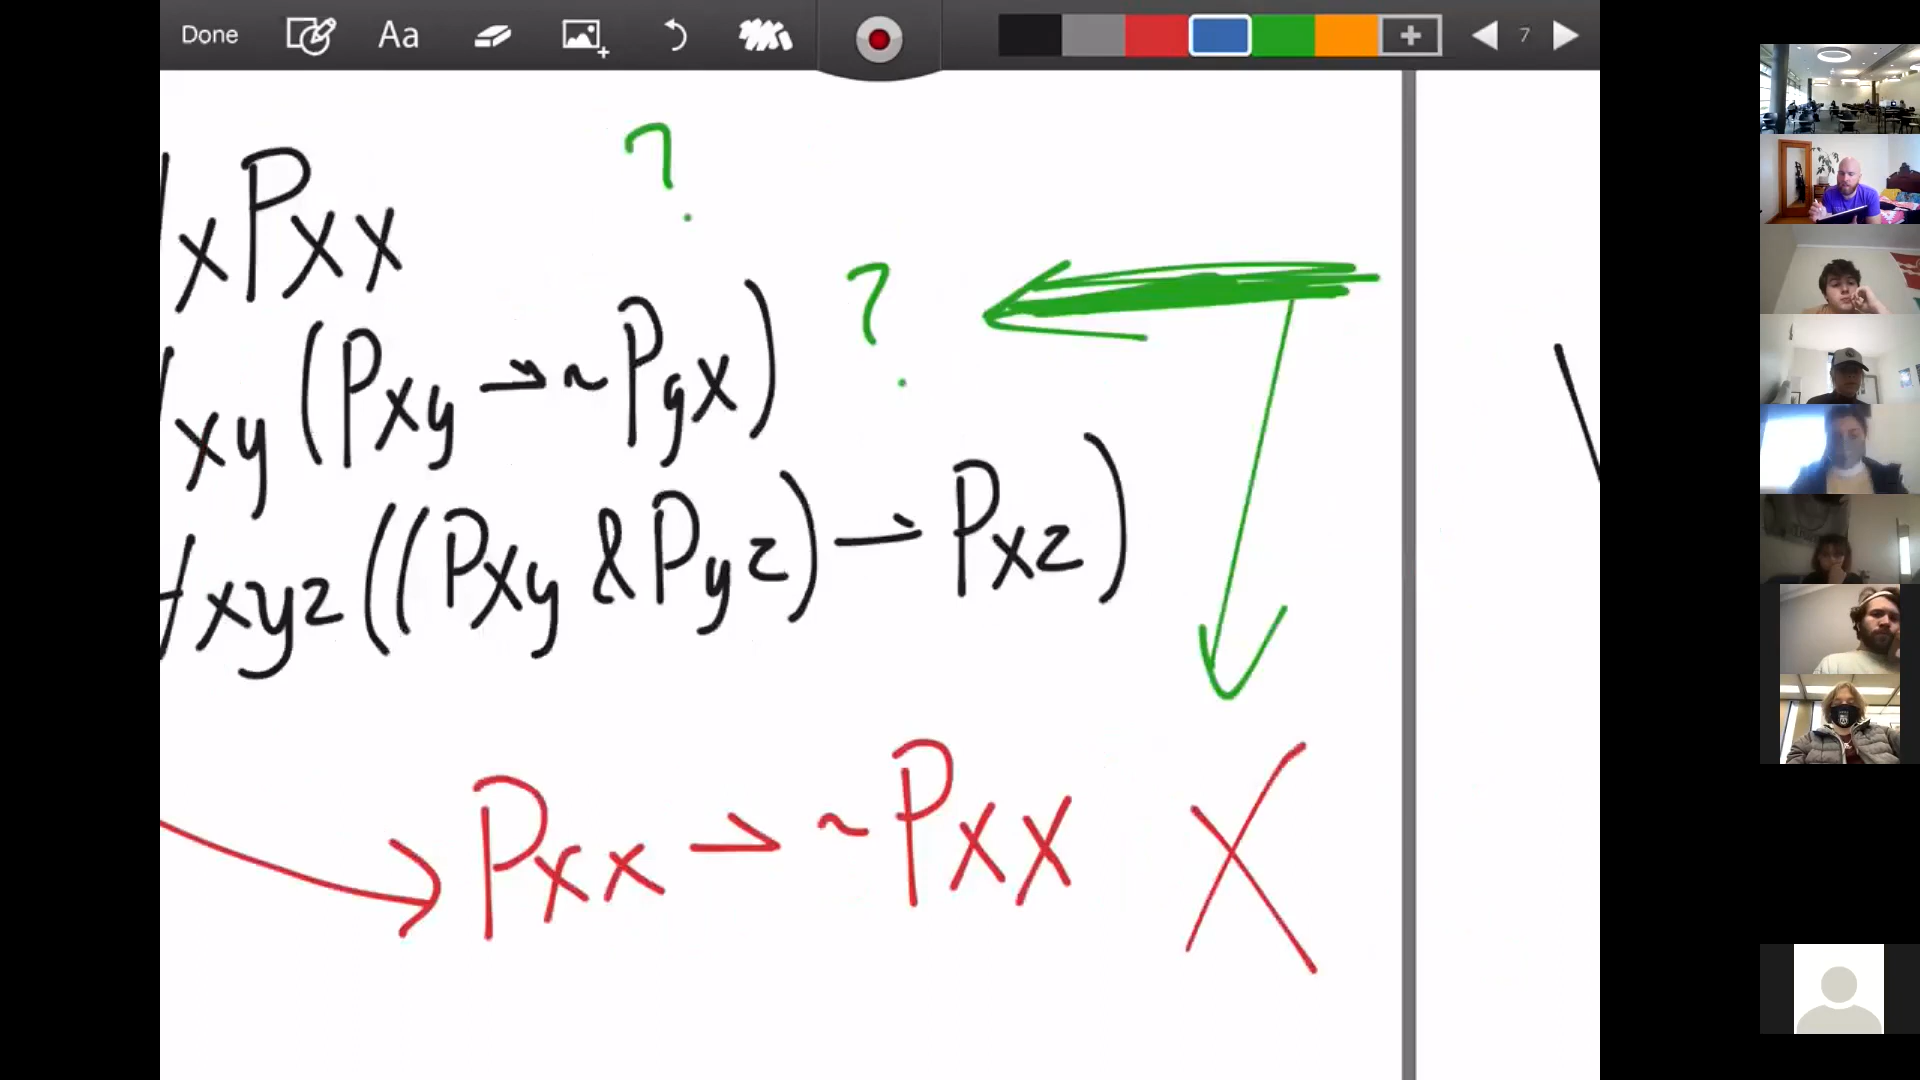 Done Aa 7
∀xPxx ?
∀xy(Pxy → ~Pyx) ?
∀xyz((Pxy & Pyz) → Pxz)
Pxx → ~Pxx X